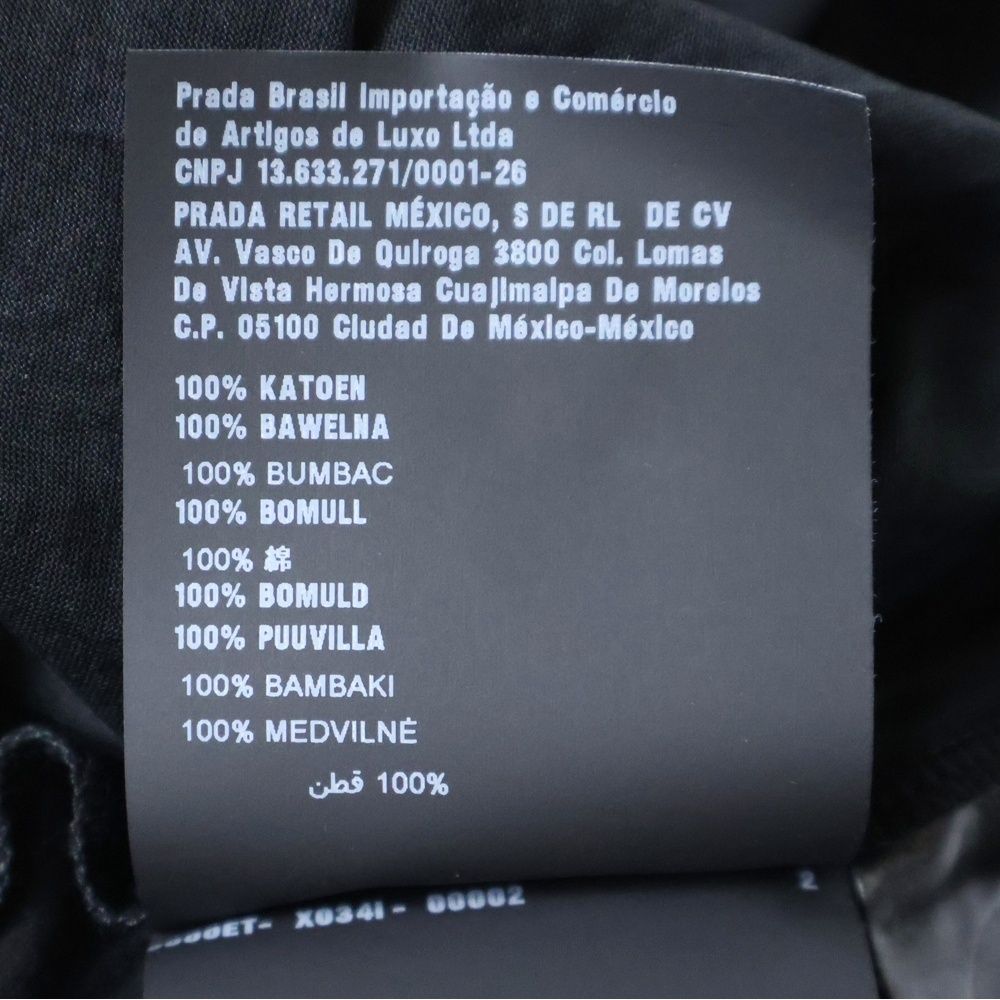 Prada Brasil Importação e Comércio
de Artigos de Luxo Ltda
CNPJ 13.633.271/0001-26
PRADA RETAIL MÉXICO, S DE RL DE CV
AV. Vasco De Quiroga 3800 Col. Lomas
De Vista Hermosa Cuajimalpa De Morelos
C.P. 05100 Ciudad De México-México
100% KATOEN
100% BAWELNA
100% BUMBAC
100% BOMULL
100% 綿
100% BOMULD
100% PUUVILLA
100% BAMBAKI
100% MEDVILNĖ
100% قطن
X034I - 00002 2